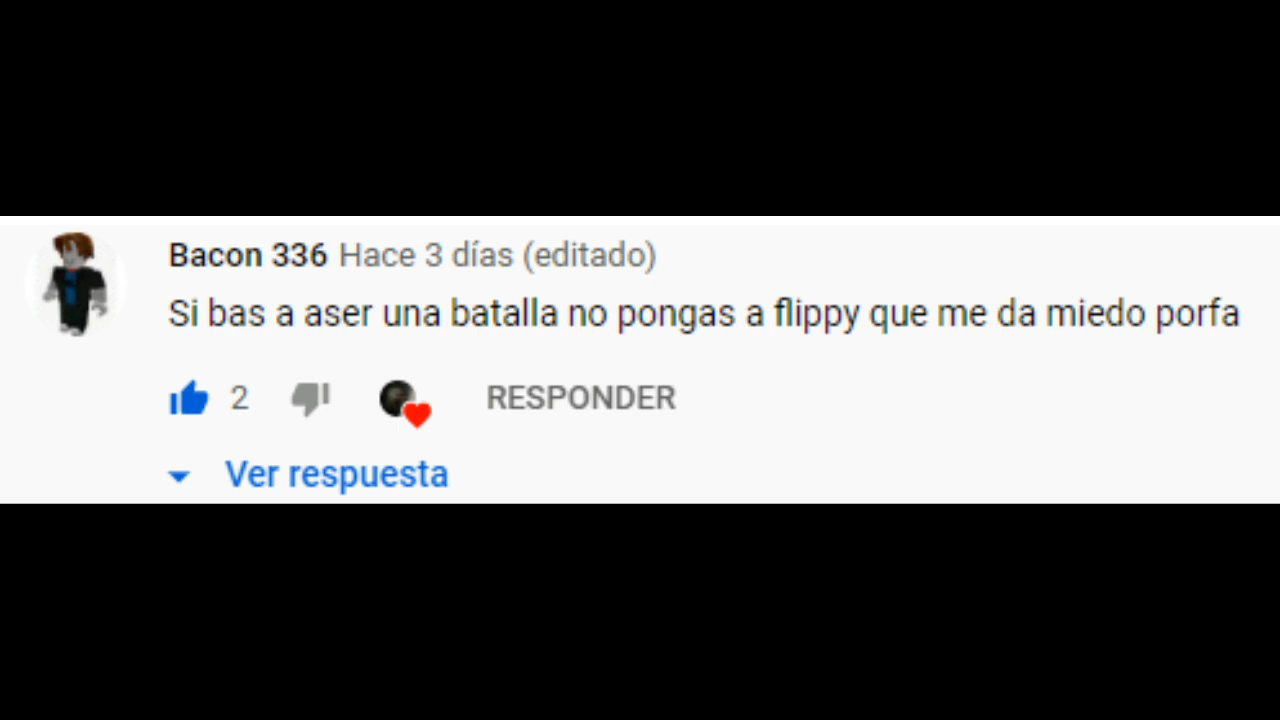 Bacon 336 Hace 3 días (editado)
Si bas a aser una batalla no pongas a flippy que me da miedo porfa
2 RESPONDER
Ver respuesta